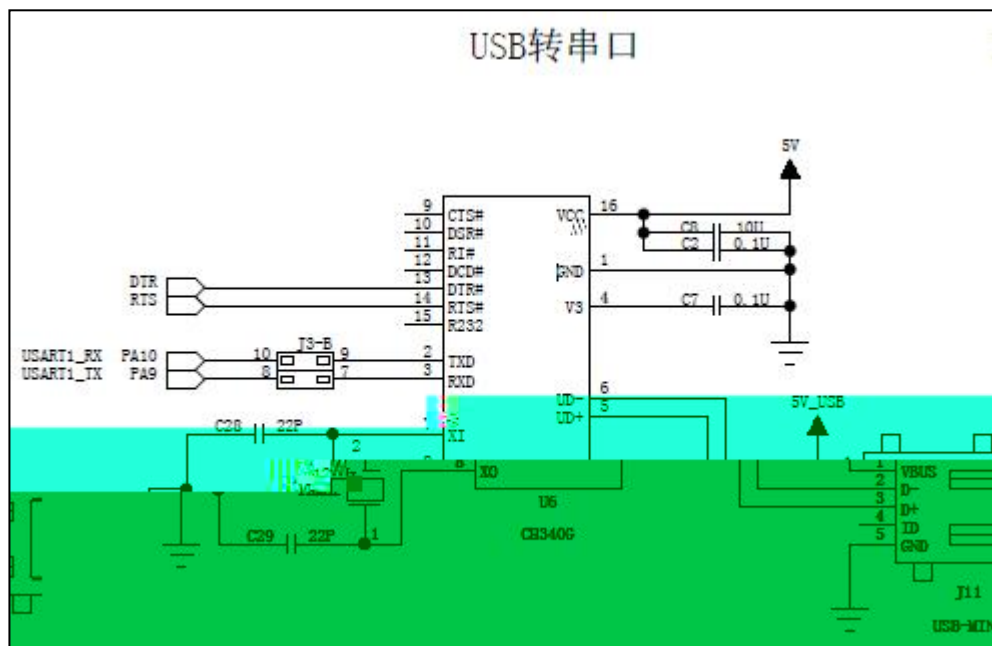 USB转串口
5V
9 CTS# VCC 16
10 DSR# C8 10U
11 RI# C2 0.1U
12 DCD# GND 1
DTR 13 DTR#
RTS 14 RTS# V3 4 C7 0.1U
15 R232
J3-B
USART1_RX PA10 10 9 2 TXD
USART1_TX PA9 8 7 3 RXD
UD- 6
UD+ 5
5V_USB
C28 22P XI
2
XO
1 VBUS
2 D-
3 D+
4 ID
5 GND
U6
CH340G
C29 22P 1
J11
USB-MIN